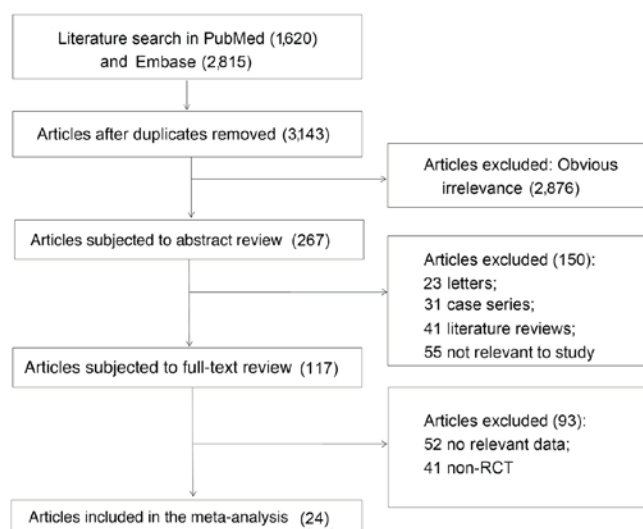 Literature search in PubMed (1,620)
and Embase (2,815)
Articles after duplicates removed (3,143)
Articles excluded: Obvious
irrelevance (2,876)
Articles subjected to abstract review (267)
Articles excluded (150):
23 letters;
31 case series;
41 literature reviews;
55 not relevant to study
Articles subjected to full-text review (117)
Articles excluded (93):
52 no relevant data;
41 non-RCT
Articles included in the meta-analysis (24)